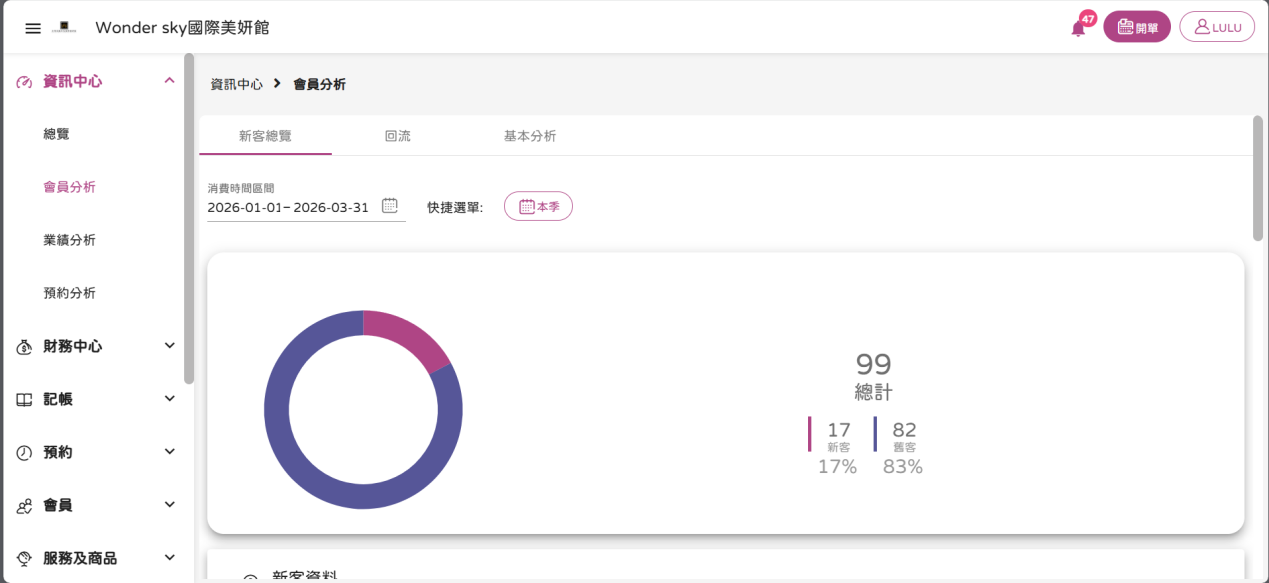 Wonder sky國際美妍館
47
開單
LULU
資訊中心
總覽
會員分析
業績分析
預約分析
財務中心
記帳
預約
會員
服務及商品
資訊中心 會員分析
新客總覽 回流 基本分析
消費時間區間
2026-01-01~2026-03-31
快捷選單:
本季
99
總計
17 82
新客 舊客
17% 83%
新客資料